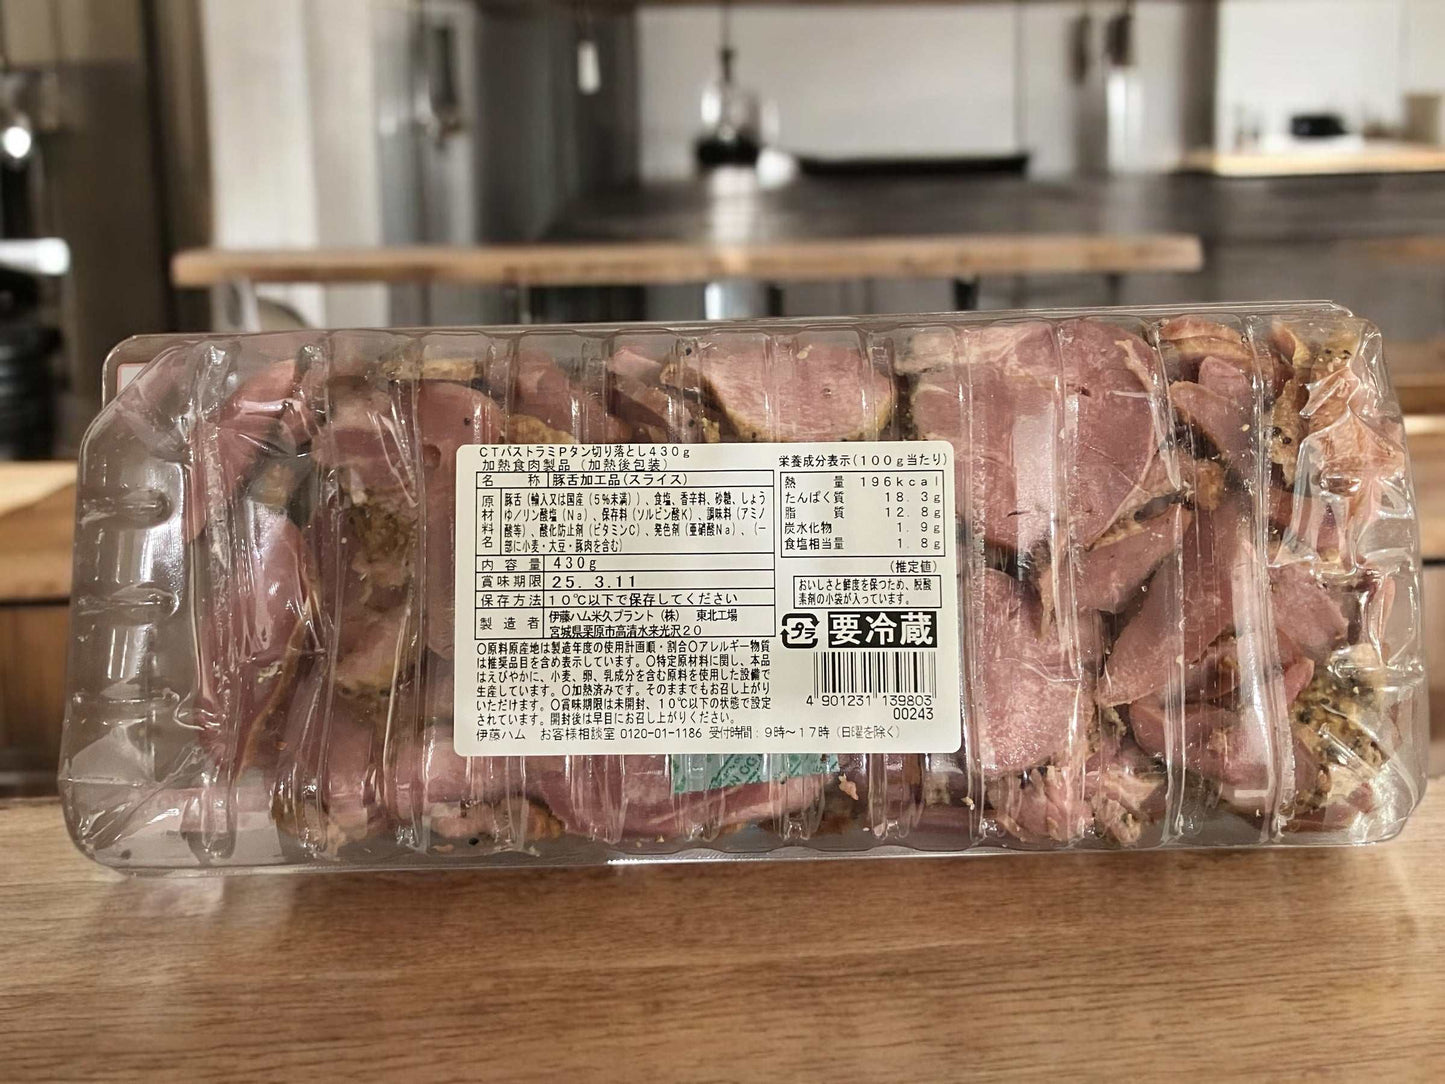 CTパストラミPタン切り落とし430g
加熱食肉製品(加熱後包装)
名 称 豚舌加工品(スライス)
原材料名 豚舌(輸入又は国産(5%未満))、食塩、香辛料、砂糖、しょう
ゆ/リン酸塩(Na)、保存料(ソルビン酸K)、調味料(アミノ
酸等)、酸化防止剤(ビタミンC)、発色剤(亜硝酸Na)、(一
部に小麦・大豆・豚肉を含む)
内容量 430g
賞味期限 25. 3.11
保存方法 10℃以下で保存してください
製造者 伊藤ハム米久プラント(株) 東北工場
宮城県栗原市高清水来光沢20
○原料原産地は製造年度の使用計画順・割合○アレルギー物質
は推奨品目を含め表示しています。○特定原材料に関し、本品
はえびやかに、小麦、卵、乳成分を含む原料を使用した設備で
生産しています。○加熱済みです。そのままでもお召し上がり
いただけます。○賞味期限は未開封、10℃以下の状態で設定
されています。開封後は早目にお召し上がりください。
伊藤ハム お客様相談室 0120-01-1186 受付時間:9時~17時(日曜を除く)
栄養成分表示(100g当たり)
熱量 196kcal
たんぱく質 18.3g
脂質 12.8g
炭水化物 1.9g
食塩相当量 1.8g
(推定値)
おいしさと鮮度を保つため、脱酸
素剤の小袋が入っています。
プラ 要冷蔵
4 901231 139803
00243